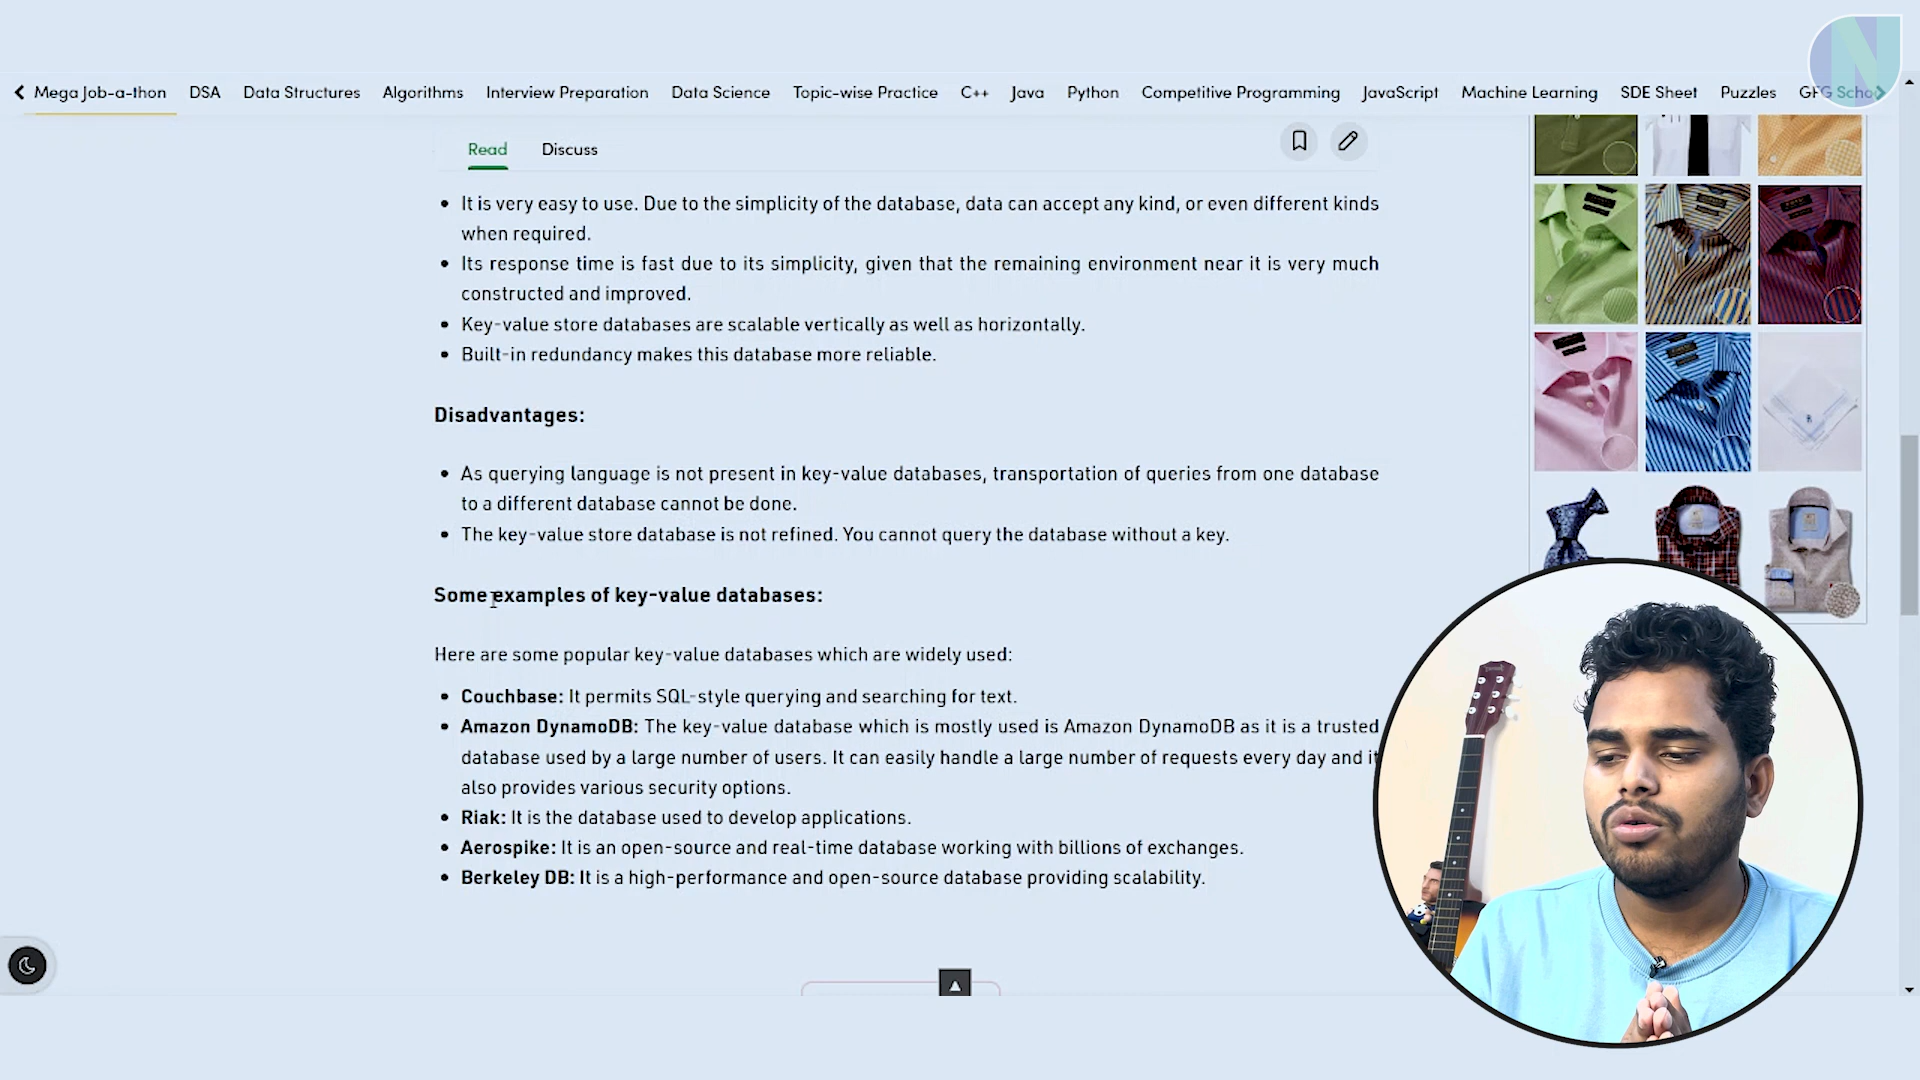 Mega Job-a-thon DSA Data Structures Algorithms Interview Preparation Data Science Topic-wise Practice C++ Java Python Competitive Programming JavaScript Machine Learning SDE Sheet Puzzles GFG Scho
Read Discuss
It is very easy to use. Due to the simplicity of the database, data can accept any kind, or even different kinds
when required.
Its response time is fast due to its simplicity, given that the remaining environment near it is very much
constructed and improved.
Key-value store databases are scalable vertically as well as horizontally.
Built-in redundancy makes this database more reliable.
Disadvantages:
As querying language is not present in key-value databases, transportation of queries from one database
to a different database cannot be done.
The key-value store database is not refined. You cannot query the database without a key.
Some examples of key-value databases:
Here are some popular key-value databases which are widely used:
Couchbase: It permits SQL-style querying and searching for text.
Amazon DynamoDB: The key-value database which is mostly used is Amazon DynamoDB as it is a trusted
database used by a large number of users. It can easily handle a large number of requests every day and it
also provides various security options.
Riak: It is the database used to develop applications.
Aerospike: It is an open-source and real-time database working with billions of exchanges.
Berkeley DB: It is a high-performance and open-source database providing scalability.
N